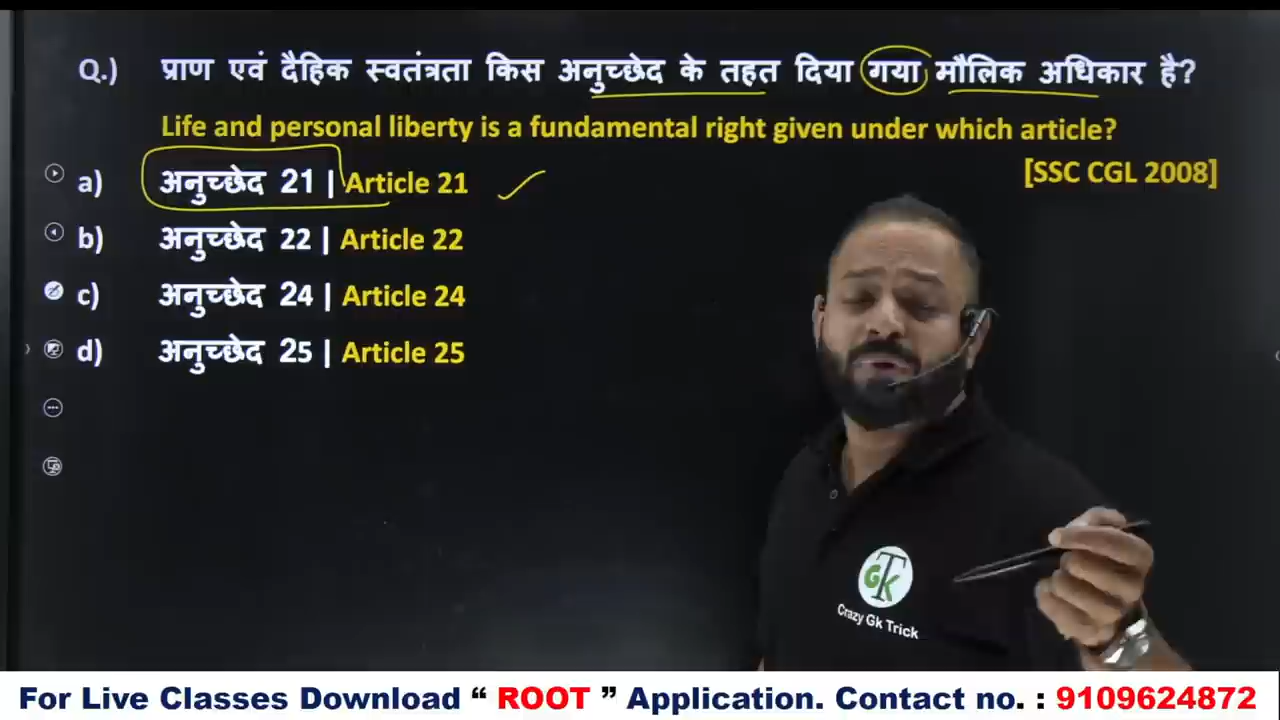 Q.) प्राण एवं दैहिक स्वतंत्रता किस अनुच्छेद के तहत दिया गया मौलिक अधिकार है?
Life and personal liberty is a fundamental right given under which article?
[SSC CGL 2008]
a) अनुच्छेद 21 | Article 21
b) अनुच्छेद 22 | Article 22
c) अनुच्छेद 24 | Article 24
d) अनुच्छेद 25 | Article 25
GTK
Crazy Gk Trick
For Live Classes Download “ ROOT ” Application. Contact no. : 9109624872